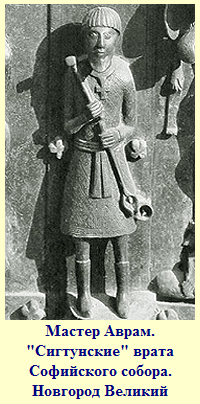 Мастер Аврам.
"Сигтунские" врата
Софийского собора.
Новгород Великий